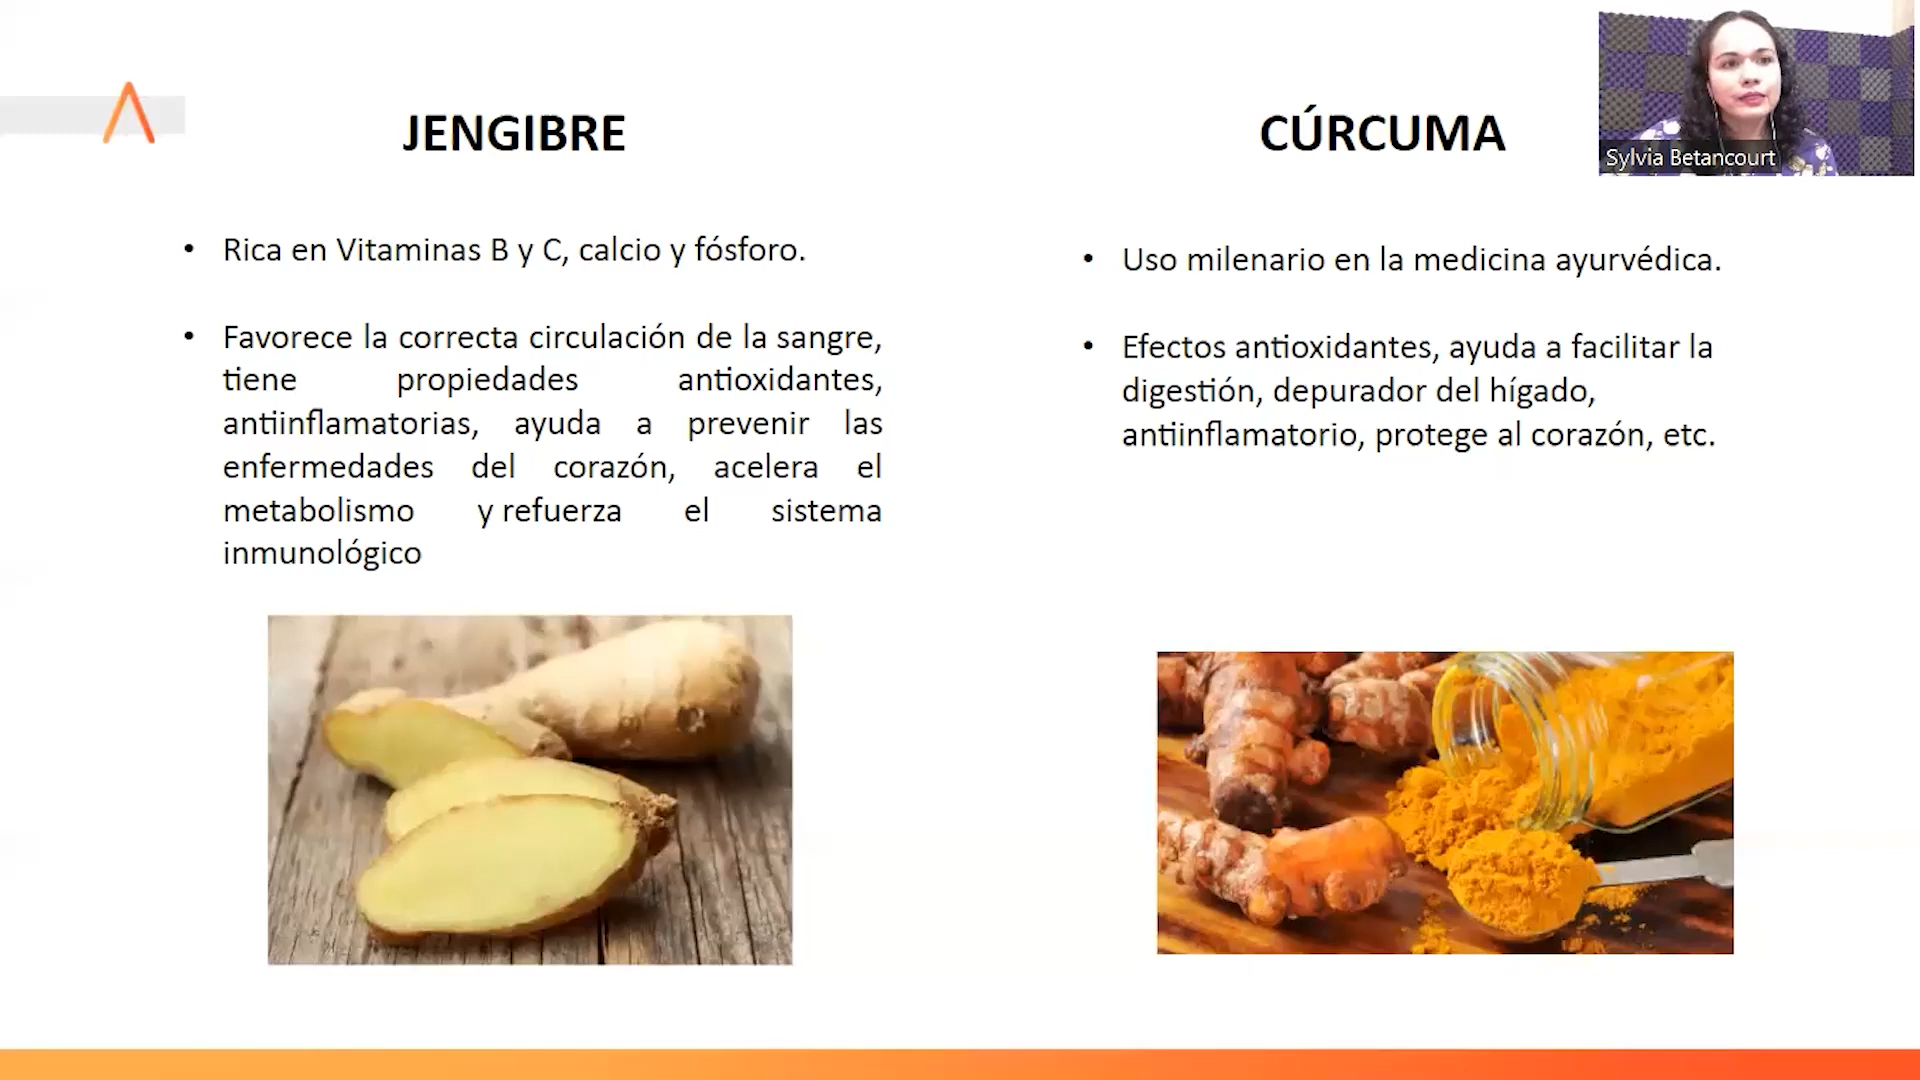 JENGIBRE
• Rica en Vitaminas B y C, calcio y fósforo.
• Favorece la correcta circulación de la sangre,
tiene propiedades antioxidantes,
antiinflamatorias, ayuda a prevenir las
enfermedades del corazón, acelera el
metabolismo y refuerza el sistema
inmunológico
CÚRCUMA
• Uso milenario en la medicina ayurvédica.
• Efectos antioxidantes, ayuda a facilitar la
digestión, depurador del hígado,
antiinflamatorio, protege al corazón, etc.
Sylvia Betancourt